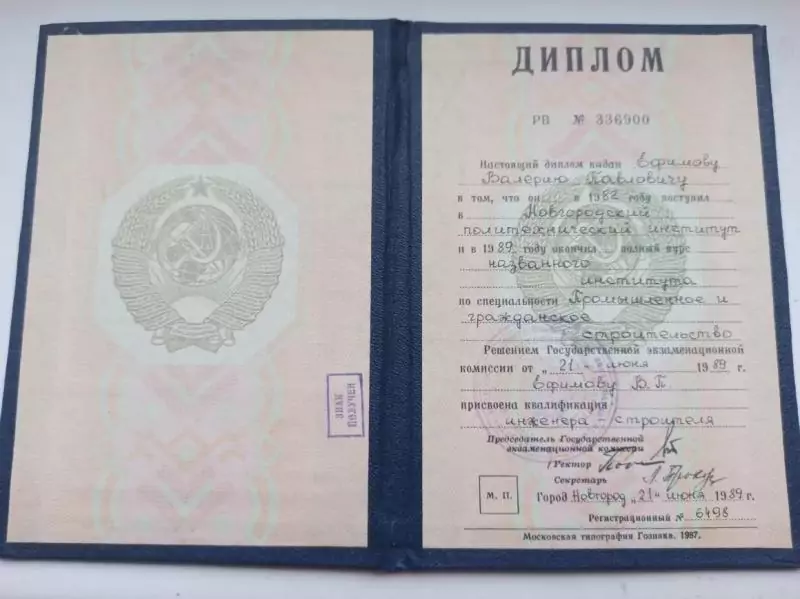 ЗНАК
ПОЛУЧЕН
ДИПЛОМ
РВ № 336900
Настоящий диплом выдан Ефимову
Валерию Павловичу
в том, что он в 1982 году поступил
в Новгородский
политехнический институт
и в 1989 году окончил полный курс
названного
института
по специальности Промышленное и
гражданское
строительство
Решением Государственной экзаменационной
комиссии от „21" июня 1989 г.
Ефимову В.П.
присвоена квалификация
инженера-строителя
Председатель Государственной
экзаменационной комиссии
Ректор
Секретарь
М. П.
Город Новгород „21" июня 1989 г.
Регистрационный № 6498
Московская типография Гознака. 1987.